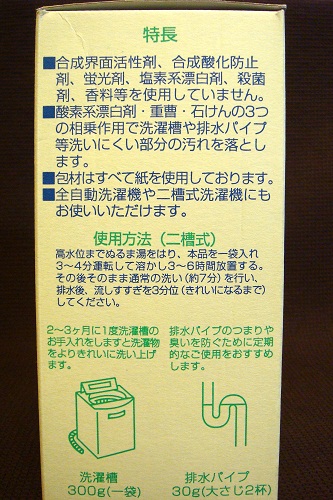 特長
■合成界面活性剤、合成酸化防止
剤、蛍光剤、塩素系漂白剤、殺菌
剤、香料等を使用していません。
■酸素系漂白剤・重曹・石けんの3つ
の相乗作用で洗濯槽や排水パイプ
等洗いにくい部分の汚れを落とし
ます。
■包材はすべて紙を使用しております。
■全自動洗濯機や二槽式洗濯機にも
お使いいただけます。
使用方法（二槽式）
高水位までぬるま湯をはり、本品を一袋入れ
3〜4分運転して溶かし3〜6時間放置する。
その後そのまま通常の洗い(約7分)を行い、
排水後、流しすすぎを3分位(きれいになるまで)
してください。
2〜3ヶ月に1度洗濯槽の
お手入れをしますと洗濯物
をよりきれいに洗い上げ
ます。
排水パイプのつまりや
臭いを防ぐために定期
的なご使用をおすすめ
します。
洗濯槽
300g(一袋)
排水パイプ
30g(大さじ2杯)